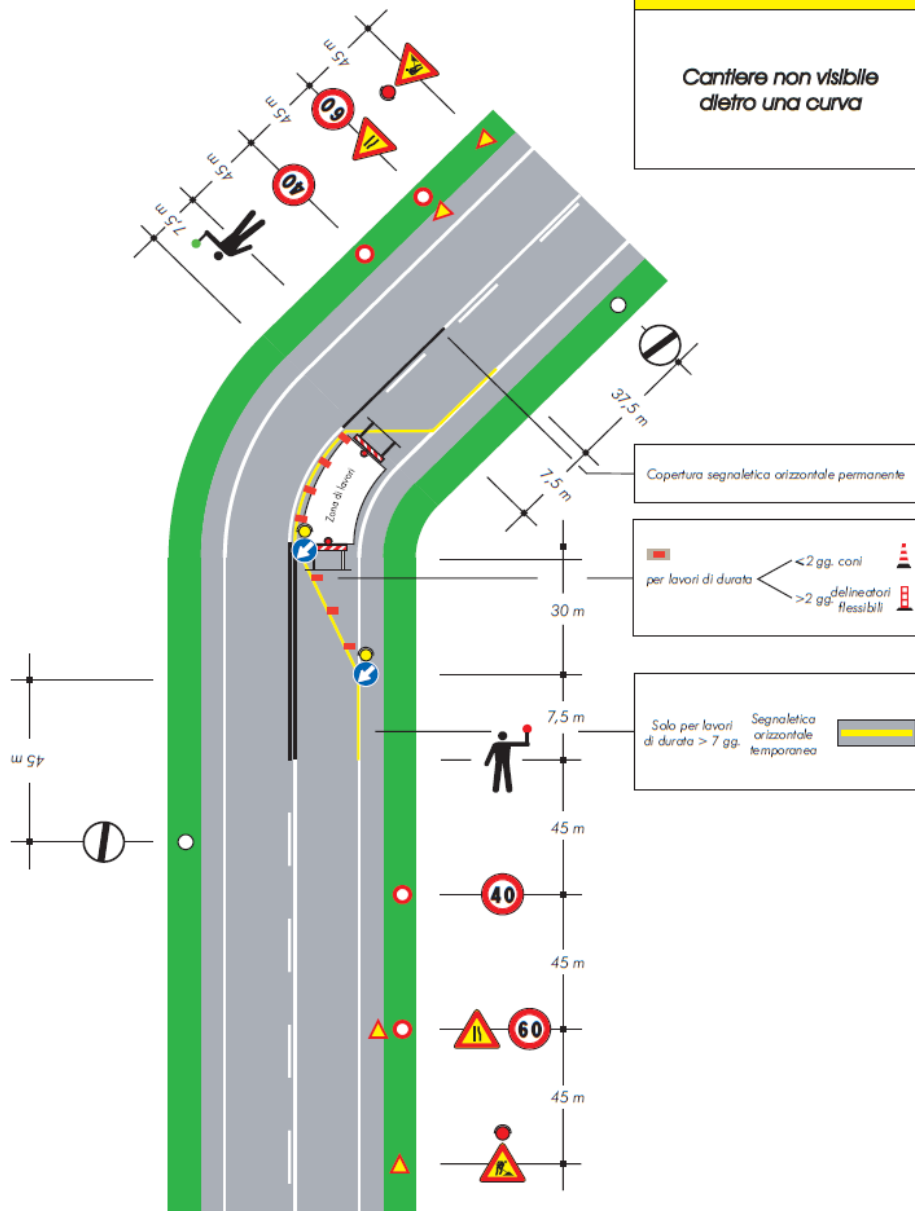 Cantiere non visibile
dietro una curva
45 m
45 m
60
45 m
40
7,5 m
37,5 m
7,5 m
Copertura segnaletica orizzontale permanente
Zona di lavori
per lavori di durata
<2 gg. coni
>2 gg. delineatori
flessibili
30 m
7,5 m
Solo per lavori
di durata > 7 gg.
Segnaletica
orizzontale
temporanea
45 m
45 m
40
45 m
60
45 m